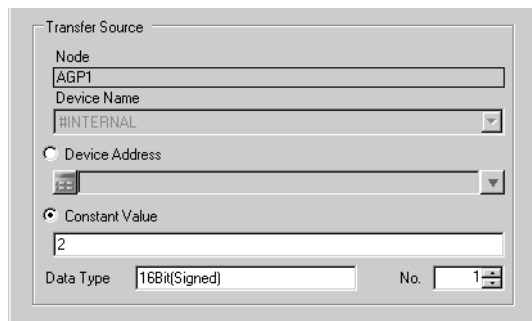 Transfer Source
Node
AGP1
Device Name
#INTERNAL
Device Address
Constant Value
2
Data Type 16Bit(Signed) No. 1